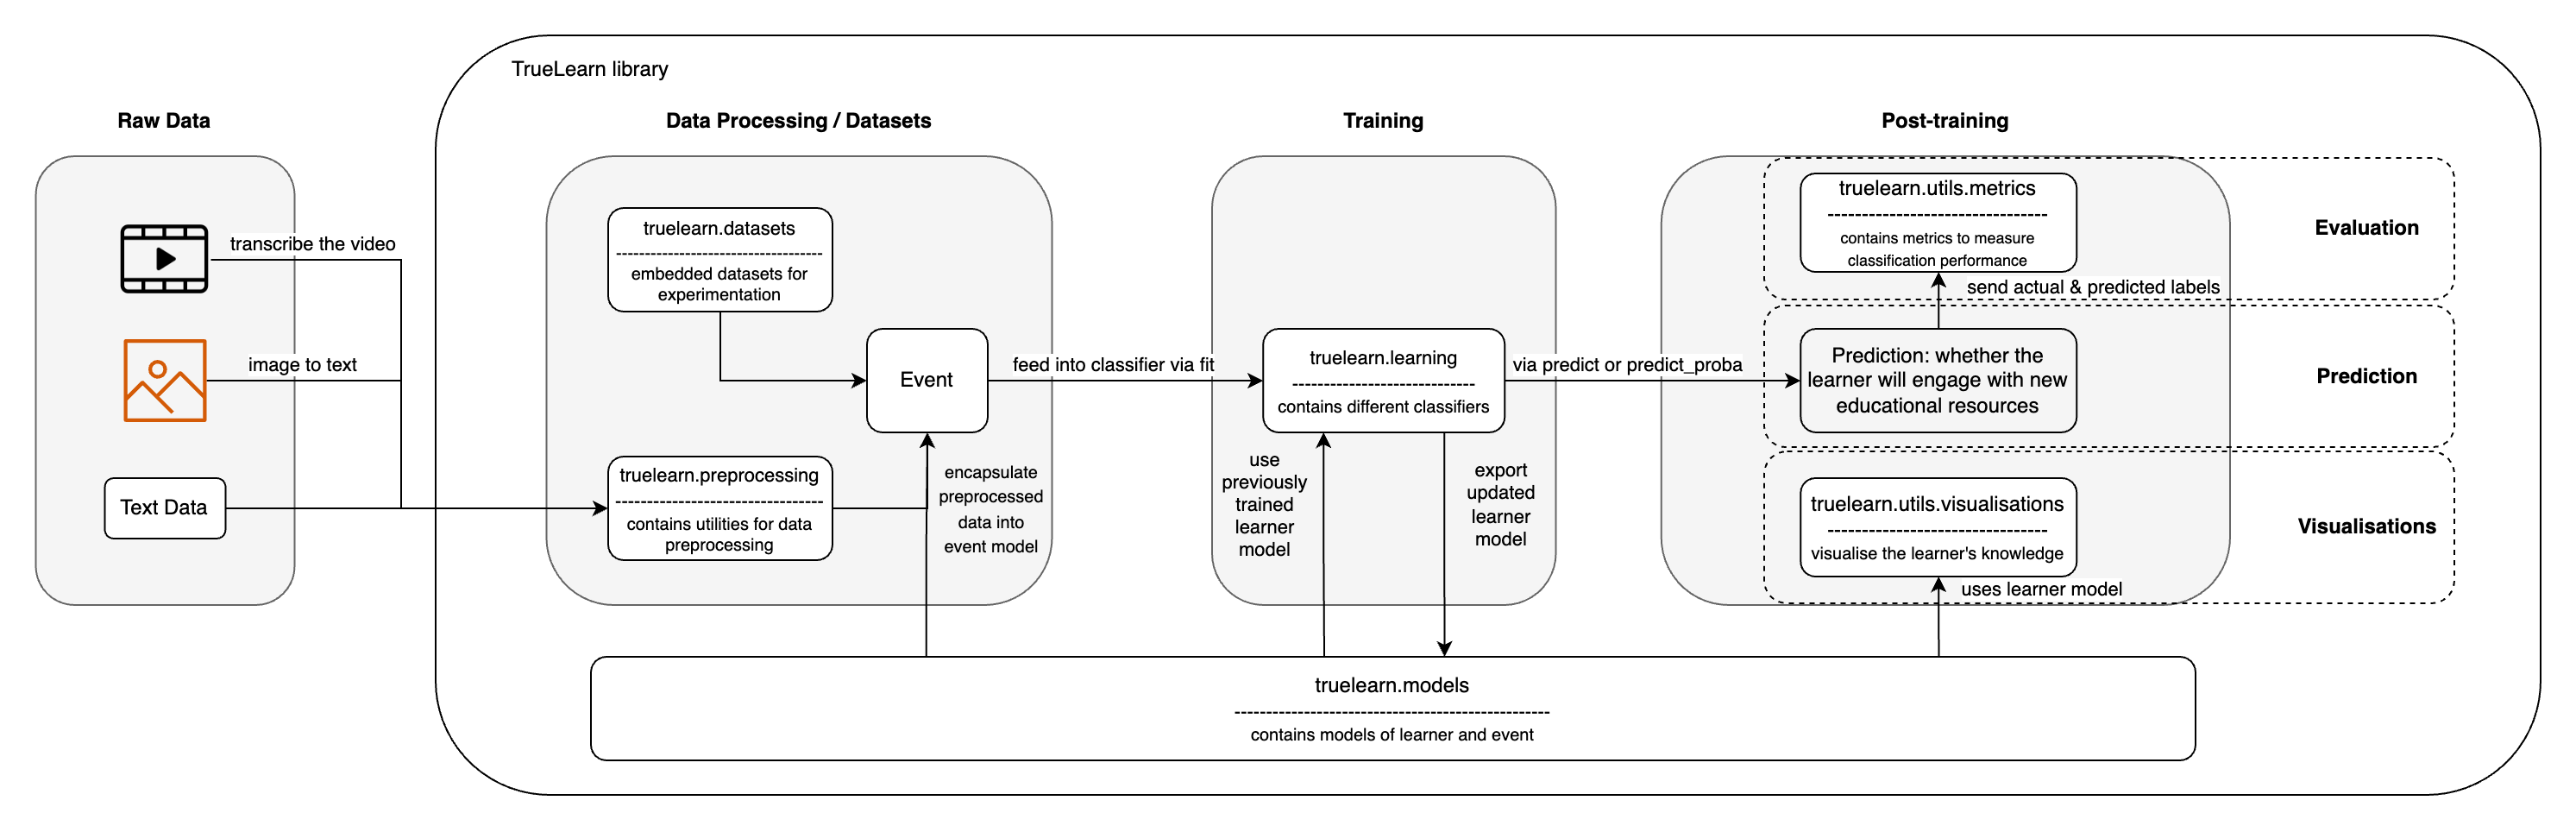 TrueLearn library
Raw Data
transcribe the video
image to text
Text Data
Data Processing / Datasets
truelearn.datasets
embedded datasets for
experimentation
Event
truelearn.preprocessing
contains utilities for data
preprocessing
encapsulate
preprocessed
data into
event model
feed into classifier via fit
Training
truelearn.learning
contains different classifiers
use
previously
trained
learner
model
export
updated
learner
model
via predict or predict_proba
Post-training
truelearn.utils.metrics
contains metrics to measure
classification performance
Evaluation
send actual & predicted labels
Prediction: whether the
learner will engage with new
educational resources
Prediction
truelearn.utils.visualisations
visualise the learner's knowledge
Visualisations
uses learner model
truelearn.models
contains models of learner and event